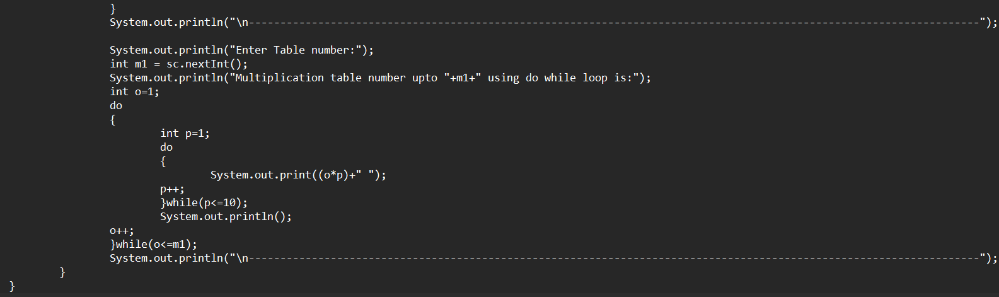 }
System.out.println("\n--------------------------------------------------------------------------------------------------------------------");
System.out.println("Enter Table number:");
int m1 = sc.nextInt();
System.out.println("Multiplication table number upto "+m1+" using do while loop is:");
int o=1;
do
{
int p=1;
do
{
System.out.print((o*p)+" ");
p++;
}while(p<=10);
System.out.println();
o++;
}while(o<=m1);
System.out.println("\n--------------------------------------------------------------------------------------------------------------------");
}
}